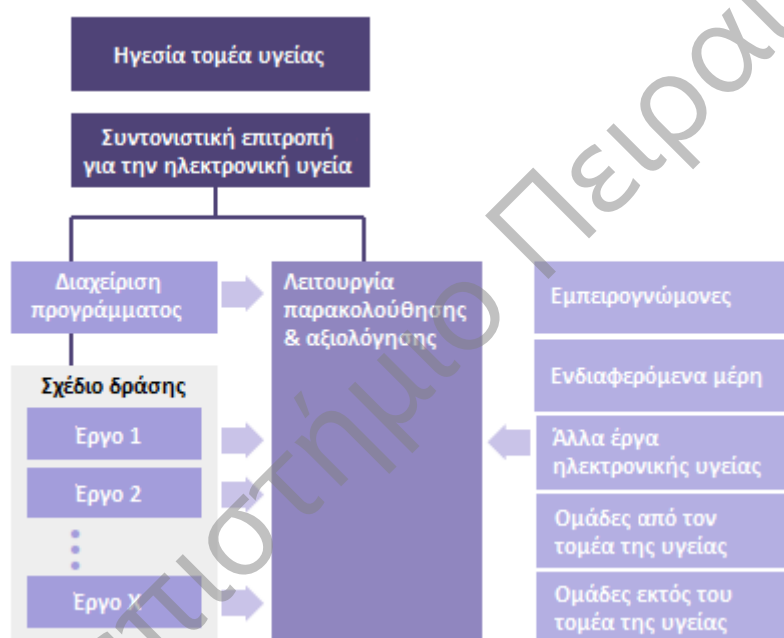 Ηγεσία τομέα υγείας
Συντονιστική επιτροπή
για την ηλεκτρονική υγεία
Διαχείριση
προγράμματος
Λειτουργία
παρακολούθησης
& αξιολόγησης
Σχέδιο δράσης
Έργο 1
Έργο 2
Έργο Χ
Εμπειρογνώμονες
Ενδιαφερόμενα μέρη
Άλλα έργα
ηλεκτρονικής υγείας
Ομάδες από τον
τομέα της υγείας
Ομάδες εκτός του
τομέα της υγείας